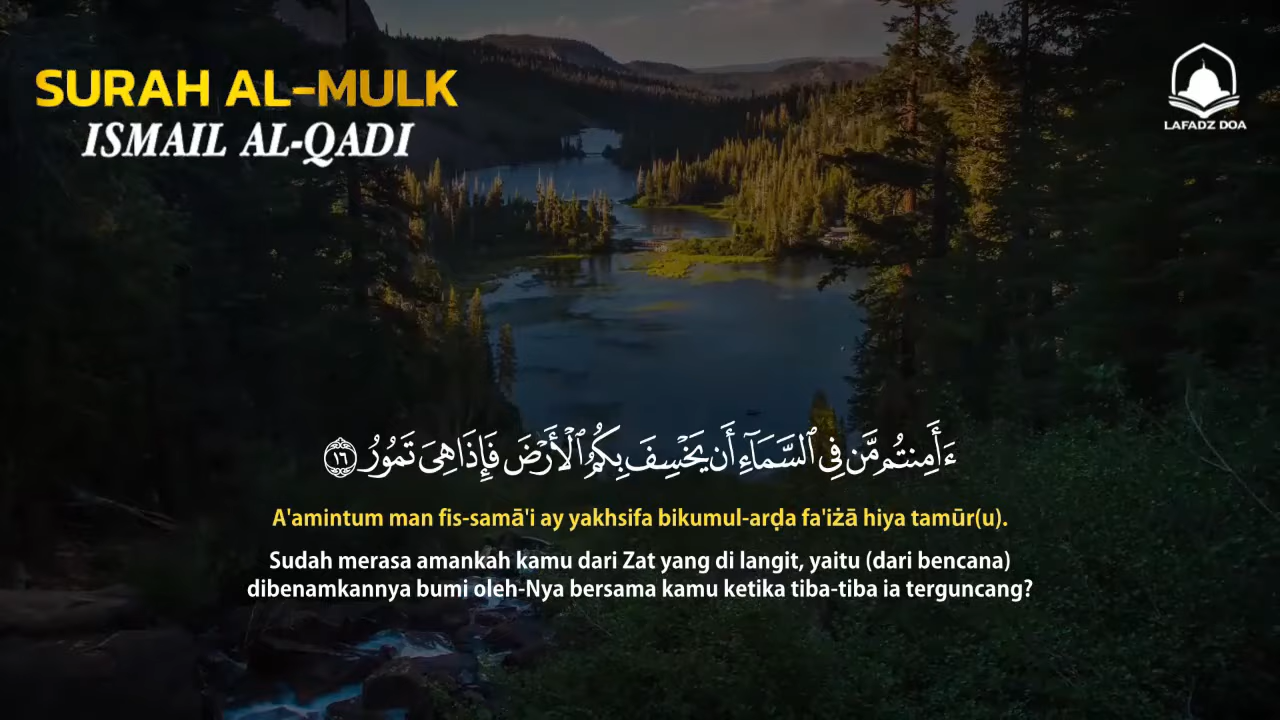 SURAH AL-MULK
ISMAIL AL-QADI
LAFADZ DOA
ءَأَمِنتُم مَّن فِى ٱلسَّمَآءِ أَن يَخْسِفَ بِكُمُ ٱلْأَرْضَ فَإِذَا هِىَ تَمُورُ ١٦
A'amintum man fis-samā'i ay yakhsifa bikumul-arḍa fa'iżā hiya tamūr(u).
Sudah merasa amankah kamu dari Zat yang di langit, yaitu (dari bencana)
dibenamkannya bumi oleh-Nya bersama kamu ketika tiba-tiba ia terguncang?